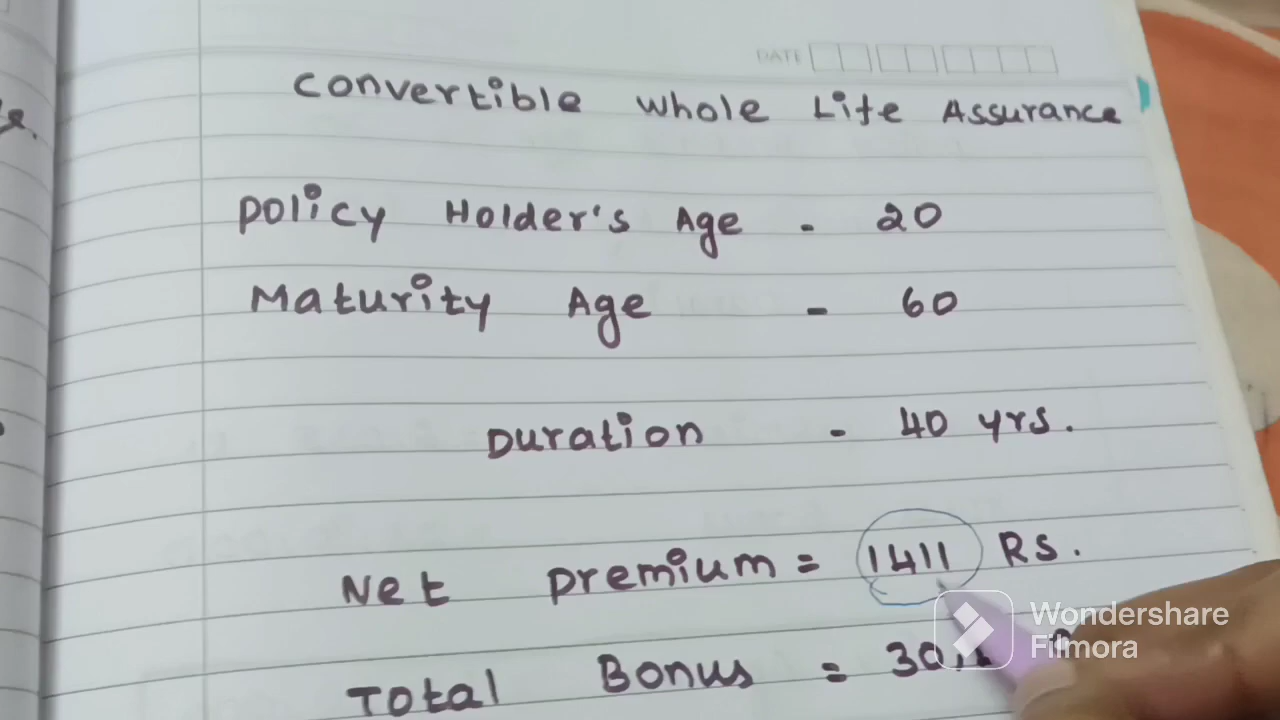 DATE
Convertible Whole Life Assurance
Policy Holder's Age - 20
Maturity Age - 60
Duration - 40 yrs.
Net Premium = 1411 Rs.
Total Bonus =
Wondershare
Filmora